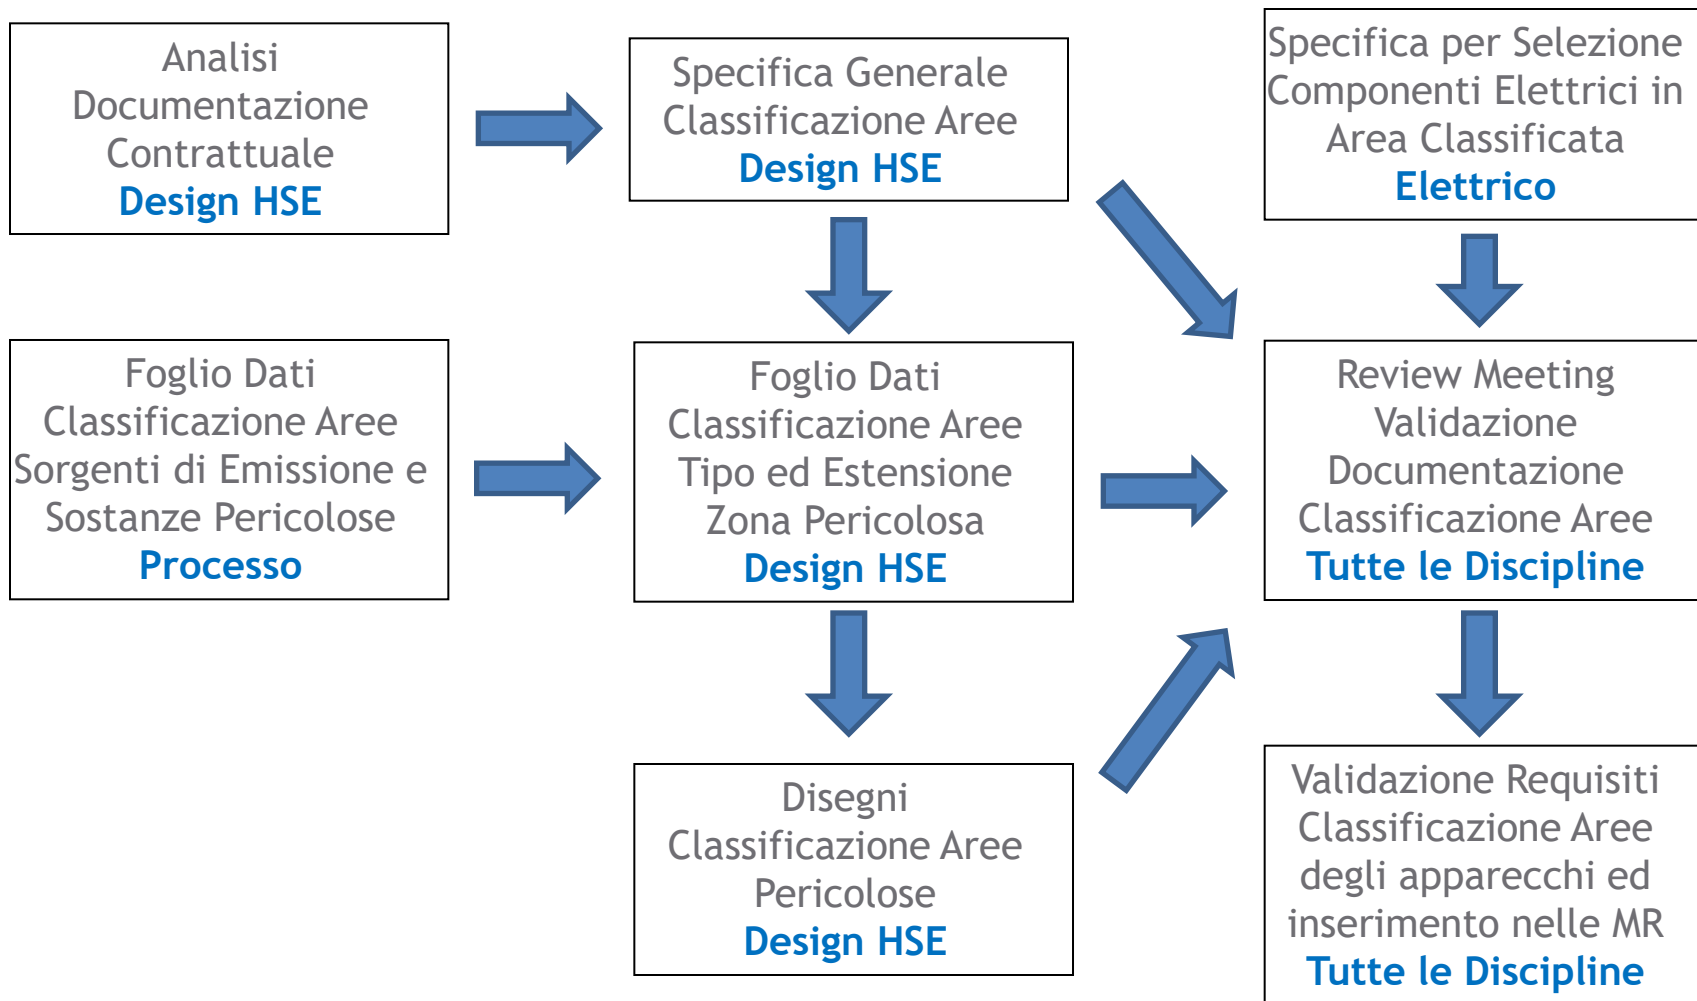 Analisi
Documentazione
Contrattuale
Design HSE
Specifica Generale
Classificazione Aree
Design HSE
Specifica per Selezione
Componenti Elettrici in
Area Classificata
Elettrico
Foglio Dati
Classificazione Aree
Sorgenti di Emissione e
Sostanze Pericolose
Processo
Foglio Dati
Classificazione Aree
Tipo ed Estensione
Zona Pericolosa
Design HSE
Review Meeting
Validazione
Documentazione
Classificazione Aree
Tutte le Discipline
Disegni
Classificazione Aree
Pericolose
Design HSE
Validazione Requisiti
Classificazione Aree
degli apparecchi ed
inserimento nelle MR
Tutte le Discipline